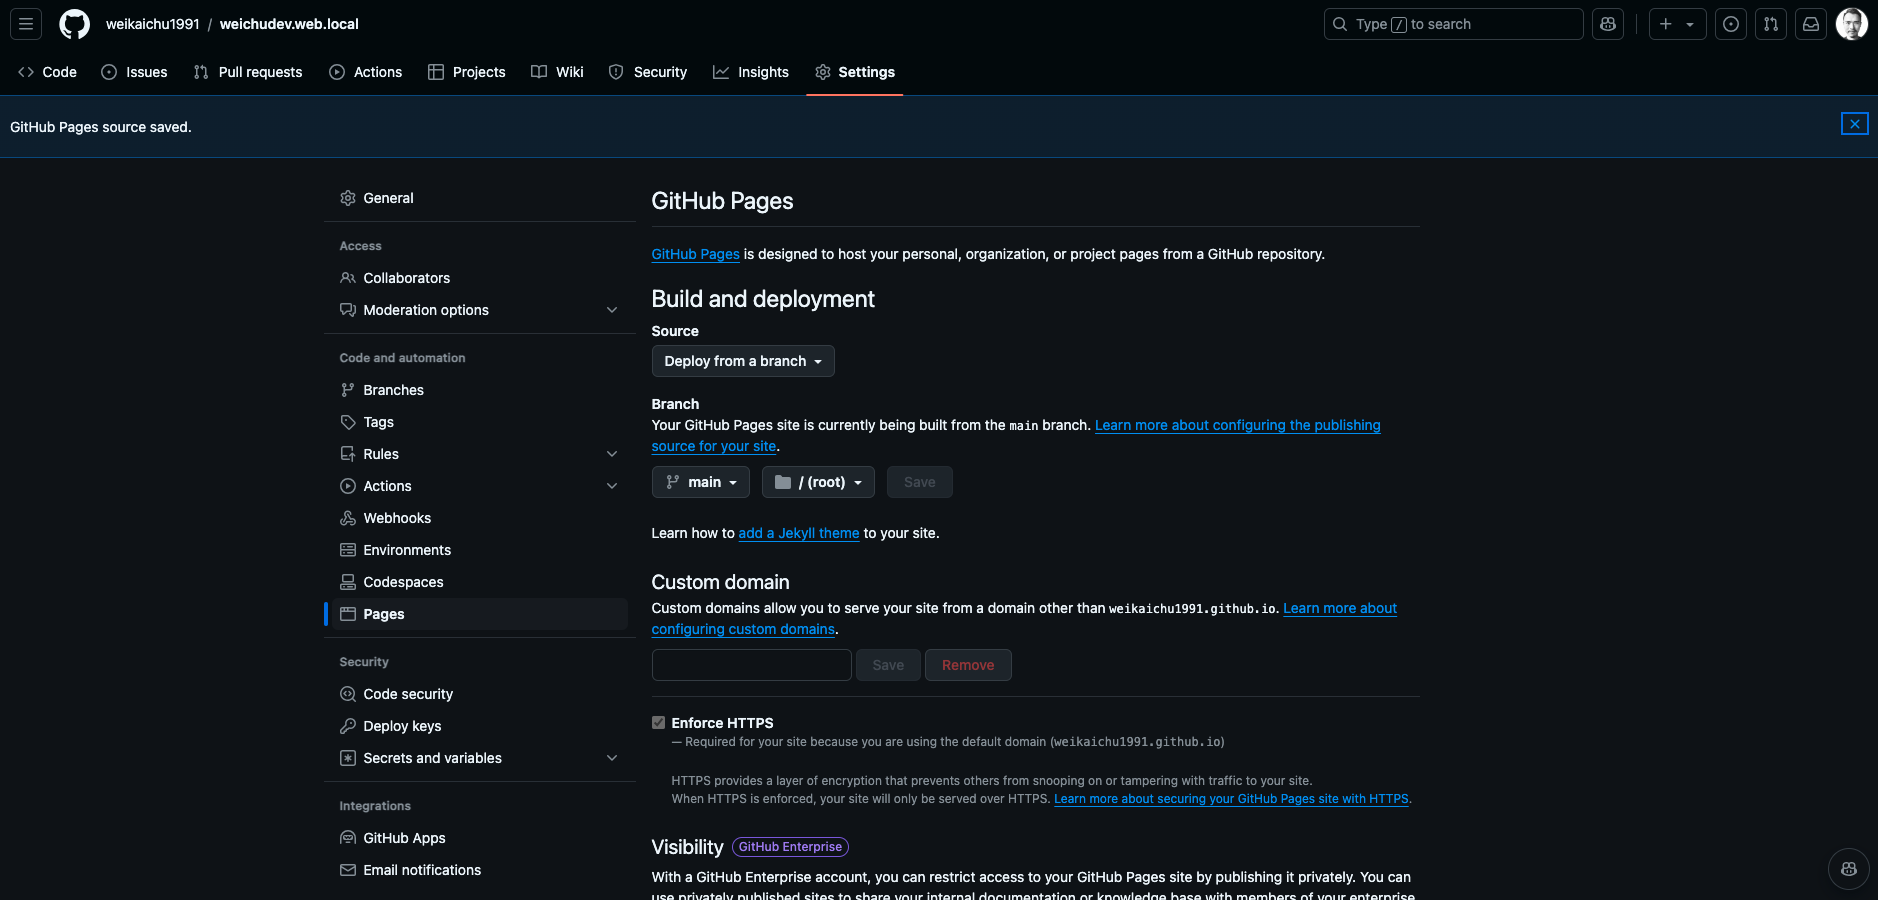 weikaichu1991 / weichudev.web.local
Type / to search
Code Issues Pull requests Actions Projects Wiki Security Insights Settings
GitHub Pages source saved.
General
Access
Collaborators
Moderation options
Code and automation
Branches
Tags
Rules
Actions
Webhooks
Environments
Codespaces
Pages
Security
Code security
Deploy keys
Secrets and variables
Integrations
GitHub Apps
Email notifications
GitHub Pages
GitHub Pages is designed to host your personal, organization, or project pages from a GitHub repository.
Build and deployment
Source
Deploy from a branch
Branch
Your GitHub Pages site is currently being built from the main branch. Learn more about configuring the publishing
source for your site.
main / (root) Save
Learn how to add a Jekyll theme to your site.
Custom domain
Custom domains allow you to serve your site from a domain other than weikaichu1991.github.io. Learn more about
configuring custom domains.
Save Remove
Enforce HTTPS
— Required for your site because you are using the default domain (weikaichu1991.github.io)
HTTPS provides a layer of encryption that prevents others from snooping on or tampering with traffic to your site.
When HTTPS is enforced, your site will only be served over HTTPS. Learn more about securing your GitHub Pages site with HTTPS.
Visibility GitHub Enterprise
With a GitHub Enterprise account, you can restrict access to your GitHub Pages site by publishing it privately. You can
use privately published sites to share your internal documentation or knowledge base with members of your enterprise